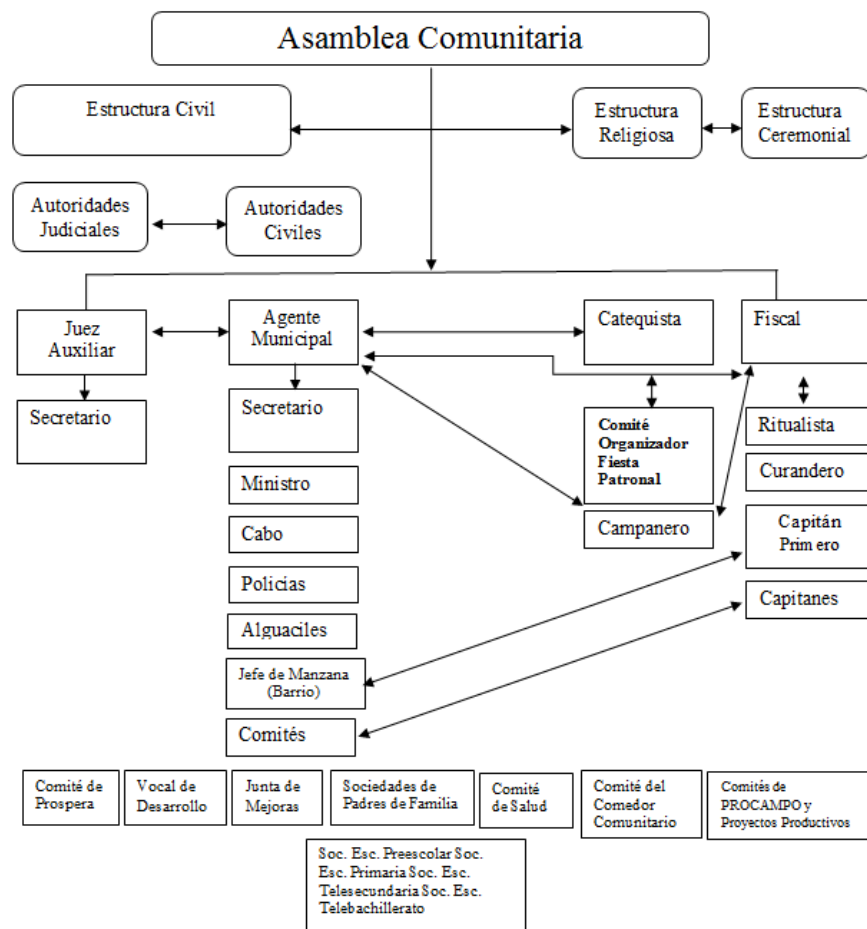 Asamblea Comunitaria
Estructura Civil
Estructura
Religiosa
Estructura
Ceremonial
Autoridades
Judiciales
Autoridades
Civiles
Juez
Auxiliar
Agente
Municipal
Catequista
Fiscal
Secretario
Secretario
Comité
Organizador
Fiesta
Patronal
Ritualista
Curandero
Ministro
Campanero
Capitán
Primero
Cabo
Policias
Capitanes
Alguaciles
Jefe de Manzana
(Barrio)
Comités
Comité de
Prospera
Vocal de
Desarrollo
Junta de
Mejoras
Sociedades de
Padres de Familia
Comité
de Salud
Comité del
Comedor
Comunitario
Comités de
PROCAMPO y
Proyectos Productivos
Soc. Esc. Preescolar Soc.
Esc. Primaria Soc. Esc.
Telesecundaria Soc. Esc.
Telebachillerato